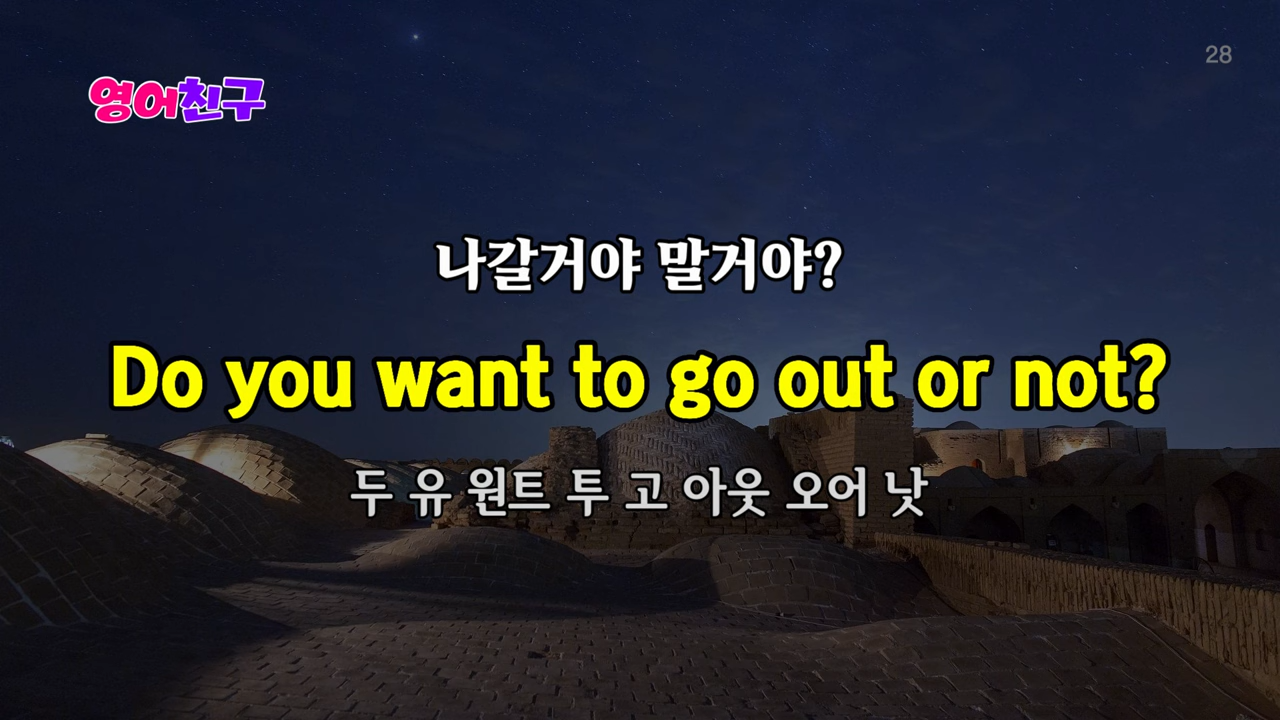 28
영어친구
나갈거야 말거야?
Do you want to go out or not?
두 유 원트 투 고 아웃 오어 낫